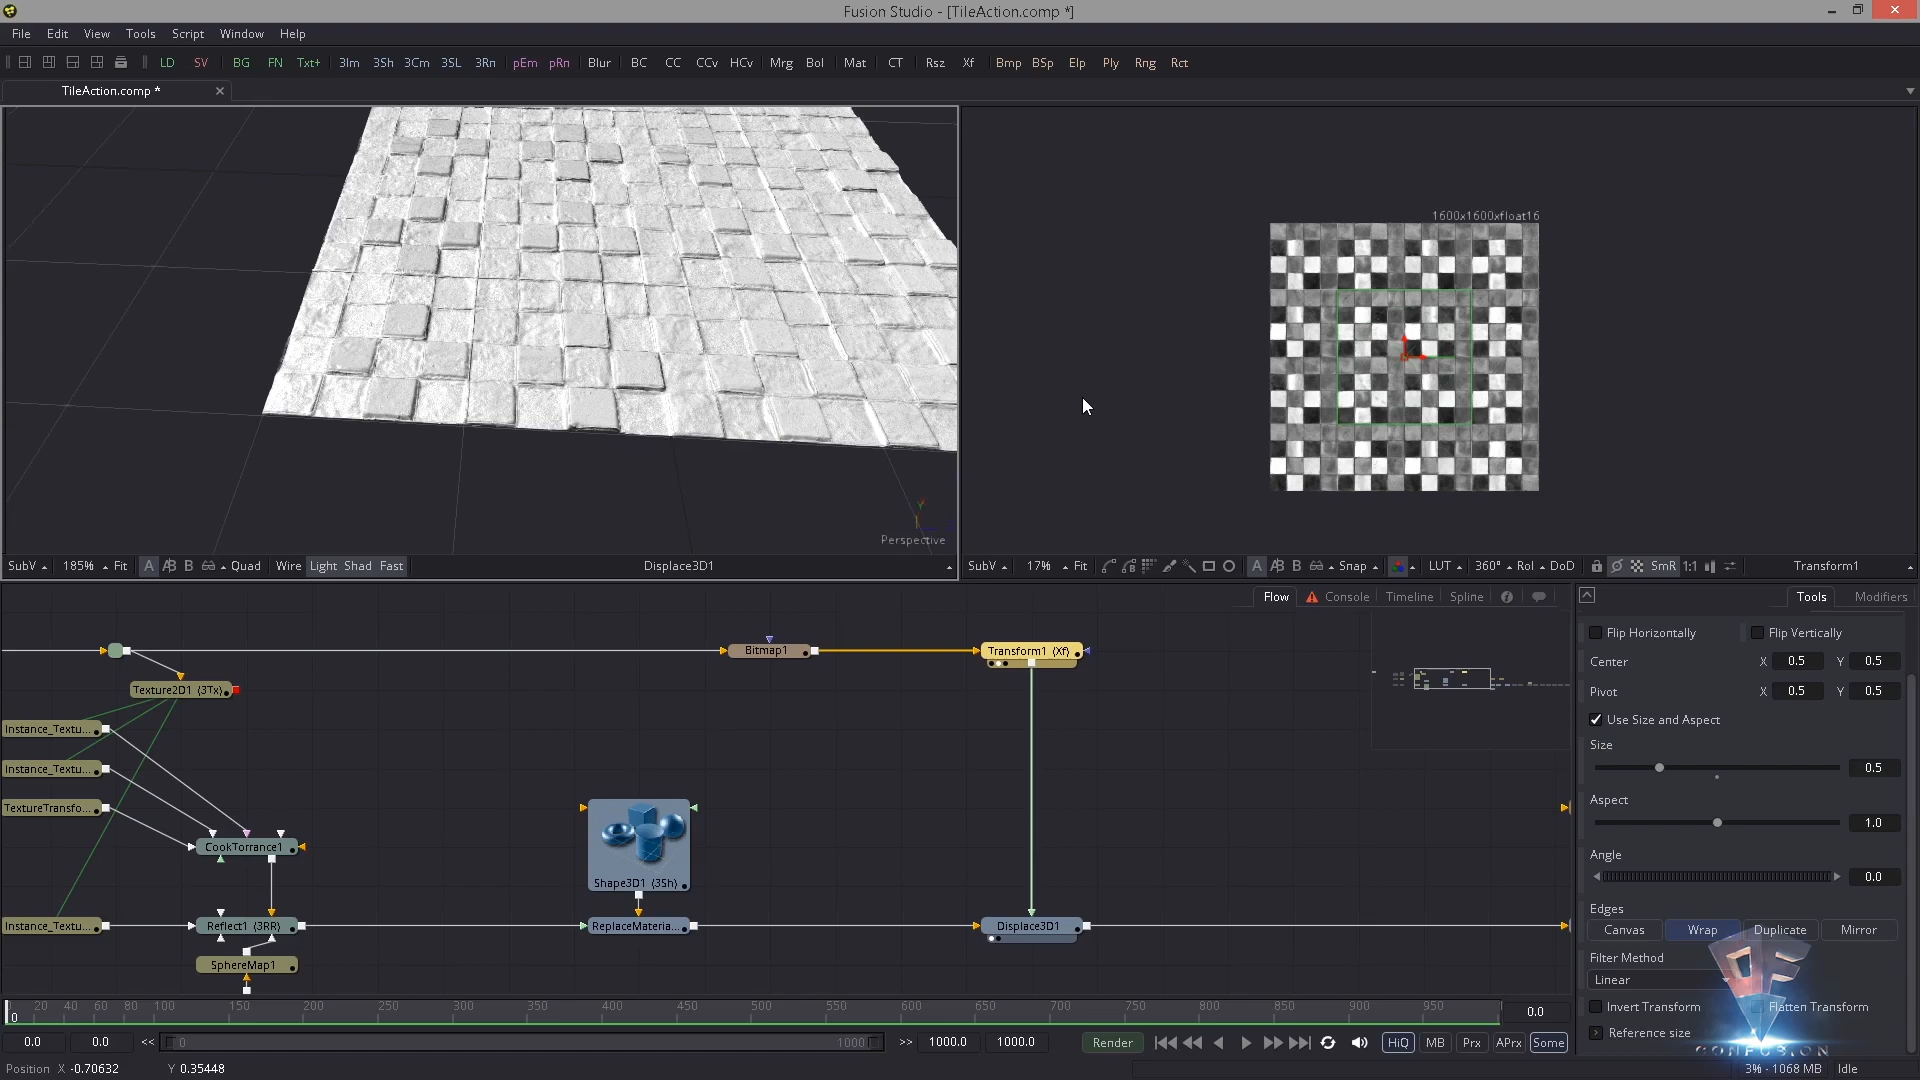 Fusion Studio - [TileAction.comp *]
File Edit View Tools Script Window Help
LD SV BG FN Txt+ 3Im 3Sh 3Cm 3SL 3Rn pEm pRn Blur BC CC CCv HCv Mrg Bol Mat CT Rsz Xf Bmp BSp Elp Ply Rng Rct
TileAction.comp *
1600x1600xfloat16
Perspective
SubV 185% Fit A B Quad Wire Light Shad Fast Displace3D1
SubV 17% Fit A B Snap LUT 360° RoI DoD SmR 1:1 Transform1
Flow Console Timeline Spline
Tools Modifiers
Bitmap1
Transform1 (Xf)
Texture2D1 (3Tx)
Instance_Textu...
Instance_Textu...
TextureTransfo...
CookTorrance1
Shape3D1 (3Sh)
Instance_Textu...
Reflect1 (3RR)
ReplaceMateria...
Displace3D1
SphereMap1
Flip Horizontally Flip Vertically
Center X 0.5 Y 0.5
Pivot X 0.5 Y 0.5
Use Size and Aspect
Size
0.5
Aspect
1.0
Angle
0.0
Edges
Canvas Wrap Duplicate Mirror
Filter Method
Linear
Invert Transform Flatten Transform
Reference size
CONFUSION
0 20 40 60 80 100 150 200 250 300 350 400 450 500 550 600 650 700 750 800 850 900 950 0.0
0.0 0.0 << 0 1000 >> 1000.0 1000.0 Render HiQ MB Prx APrx Some
Position X -0.70632 Y 0.35448
3% - 1068 MB Idle